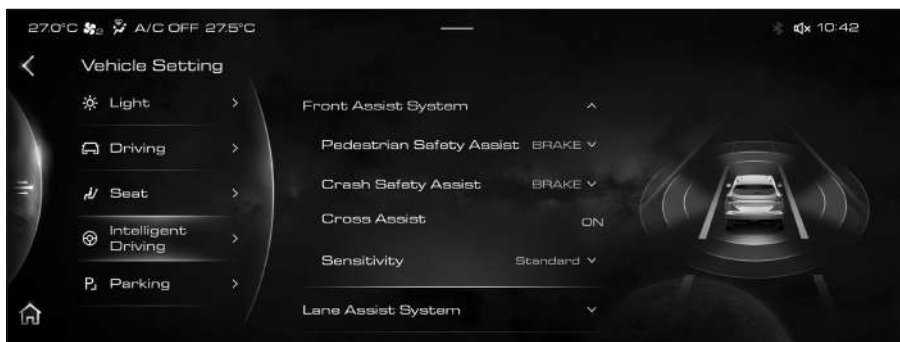 27.0°C 2 A/C OFF 27.5°C
10:42
Vehicle Setting
Light
Driving
Seat
Intelligent
Driving
Parking
Front Assist System
Pedestrian Safety Assist BRAKE
Crash Safety Assist BRAKE
Cross Assist ON
Sensitivity Standard
Lane Assist System